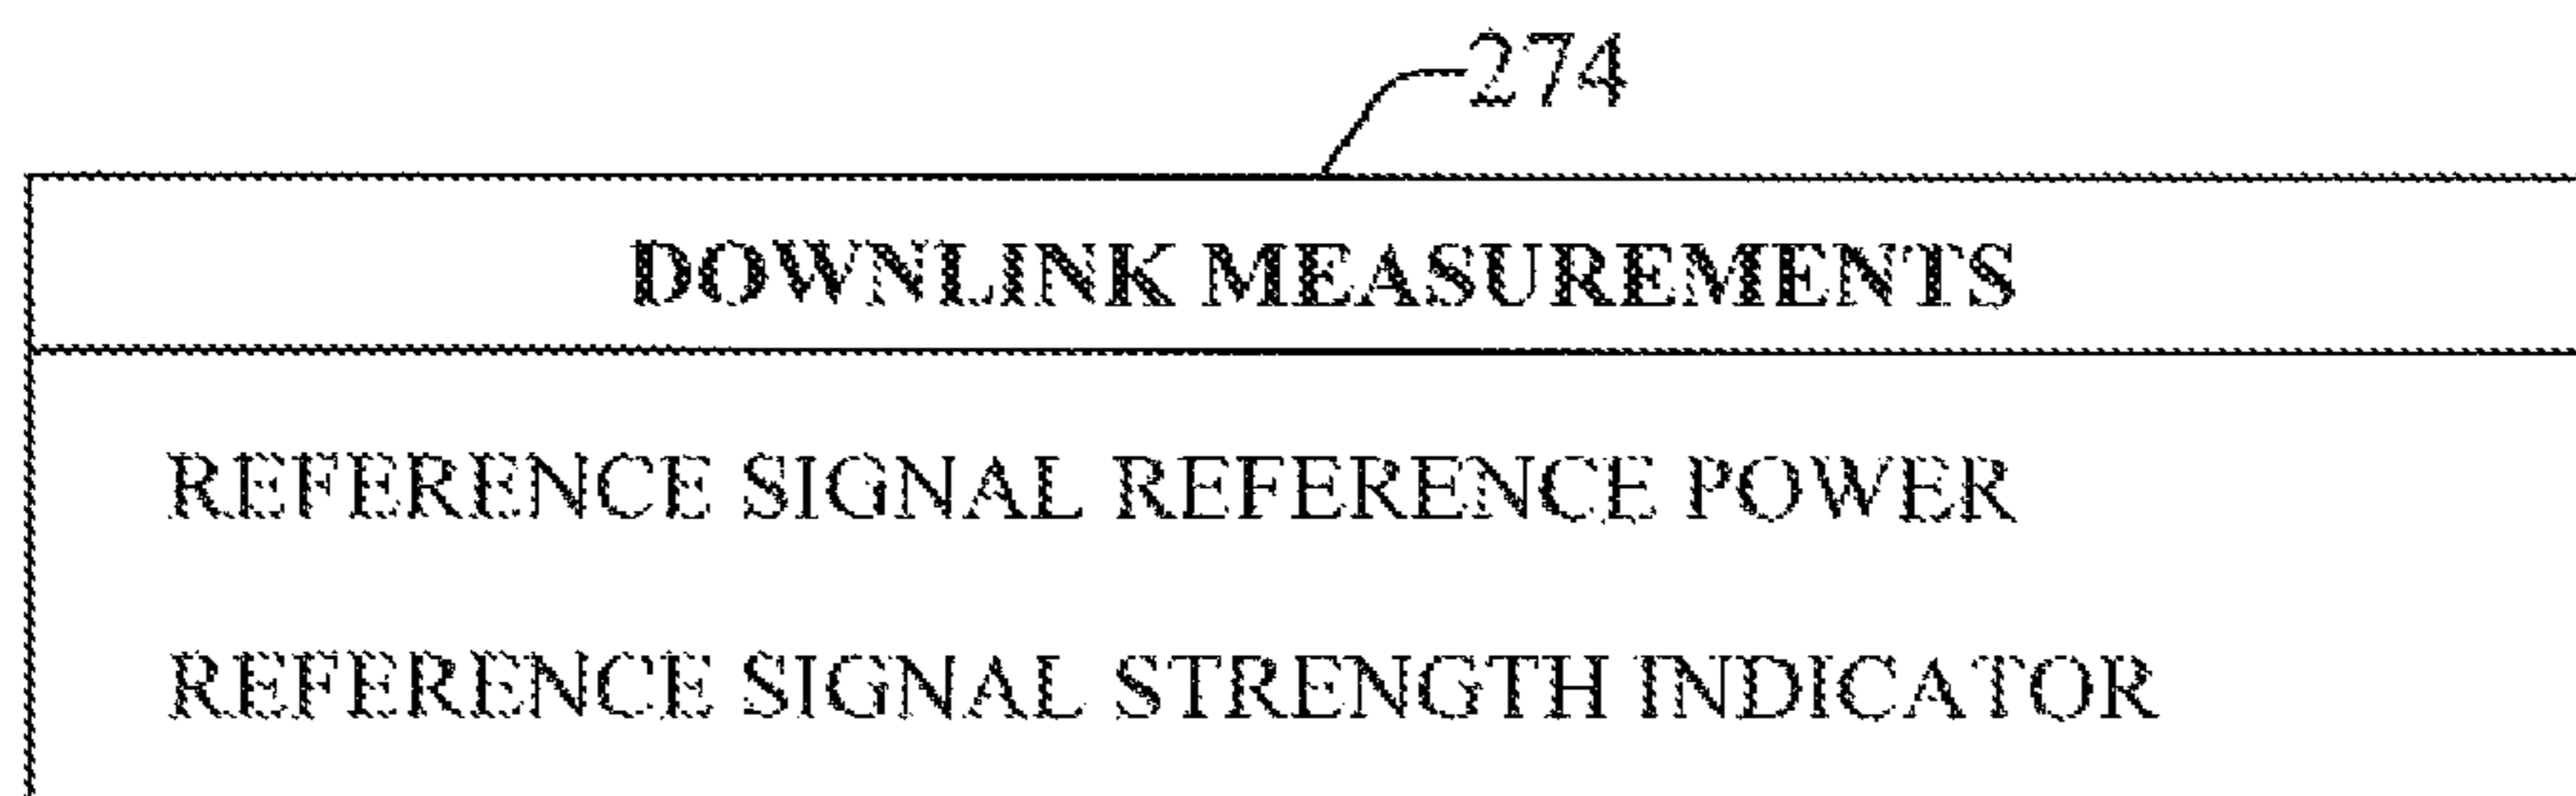 274
DOWNLINK MEASUREMENTS
REFERENCE SIGNAL REFERENCE POWER
REFERENCE SIGNAL STRENGTH INDICATOR